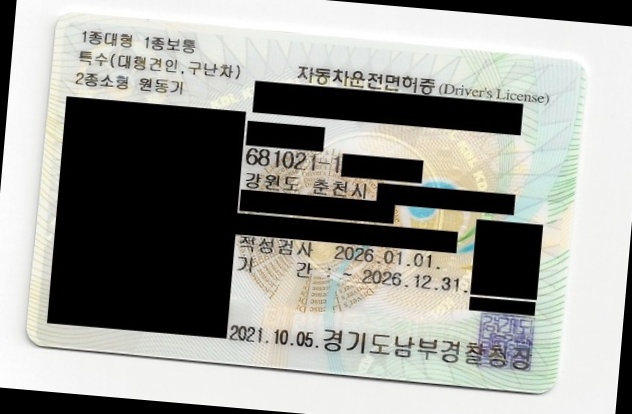 1종대형 1종보통
특수(대형견인,구난차)
2종소형 원동기
자동차운전면허증 (Driver's License)
681021-1
강원도 춘천시
적성검사 2026.01.01.
기 간 : ~ 2026.12.31.
2021.10.05.경기도남부경찰청장